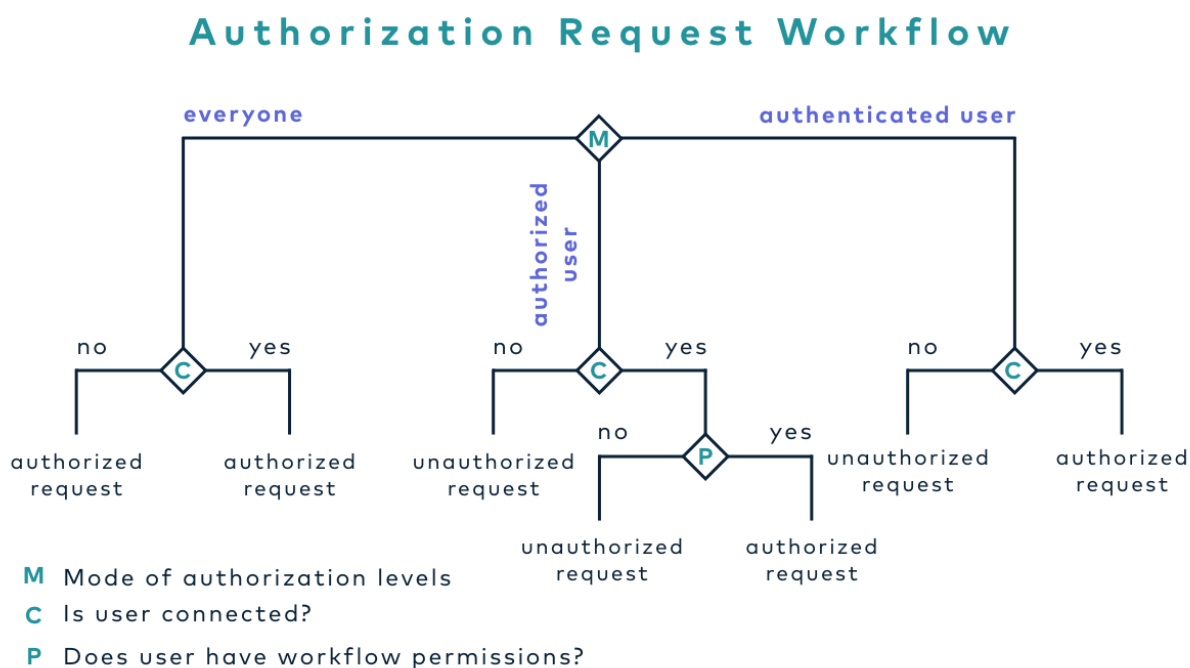 Authorization Request Workflow
everyone
M
authenticated user
authorized
user
no
C
yes
no
C
yes
no
C
yes
authorized
request
authorized
request
unauthorized
request
no
P
yes
unauthorized
request
authorized
request
unauthorized
request
authorized
request
M Mode of authorization levels
C Is user connected?
P Does user have workflow permissions?